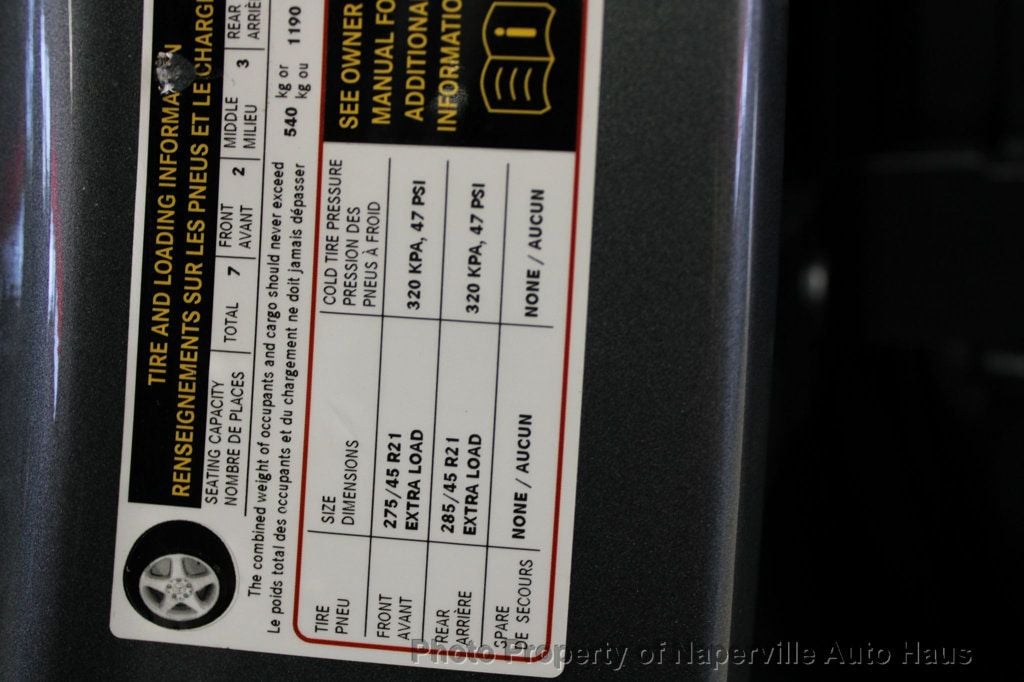 TIRE AND LOADING INFORMATION
RENSEIGNEMENTS SUR LES PNEUS ET LE CHARGE
SEATING CAPACITY
NOMBRE DE PLACES
TOTAL 7
FRONT
AVANT
2
MIDDLE
MILIEU
3
REAR
ARRIÈ
The combined weight of occupants and cargo should never exceed
Le poids total des occupants et du chargement ne doit jamais dépasser
540
kg or
kg ou
1190
TIRE
PNEU
SIZE
DIMENSIONS
COLD TIRE PRESSURE
PRESSION DES
PNEUS À FROID
FRONT
AVANT
275/45 R21
EXTRA LOAD
320 KPA, 47 PSI
REAR
ARRIÈRE
285/45 R21
EXTRA LOAD
320 KPA, 47 PSI
SPARE
DE SECOURS
NONE / AUCUN
NONE / AUCUN
SEE OWNER
MANUAL FO
ADDITIONA
INFORMATIO
Photo Property of Naperville Auto Haus